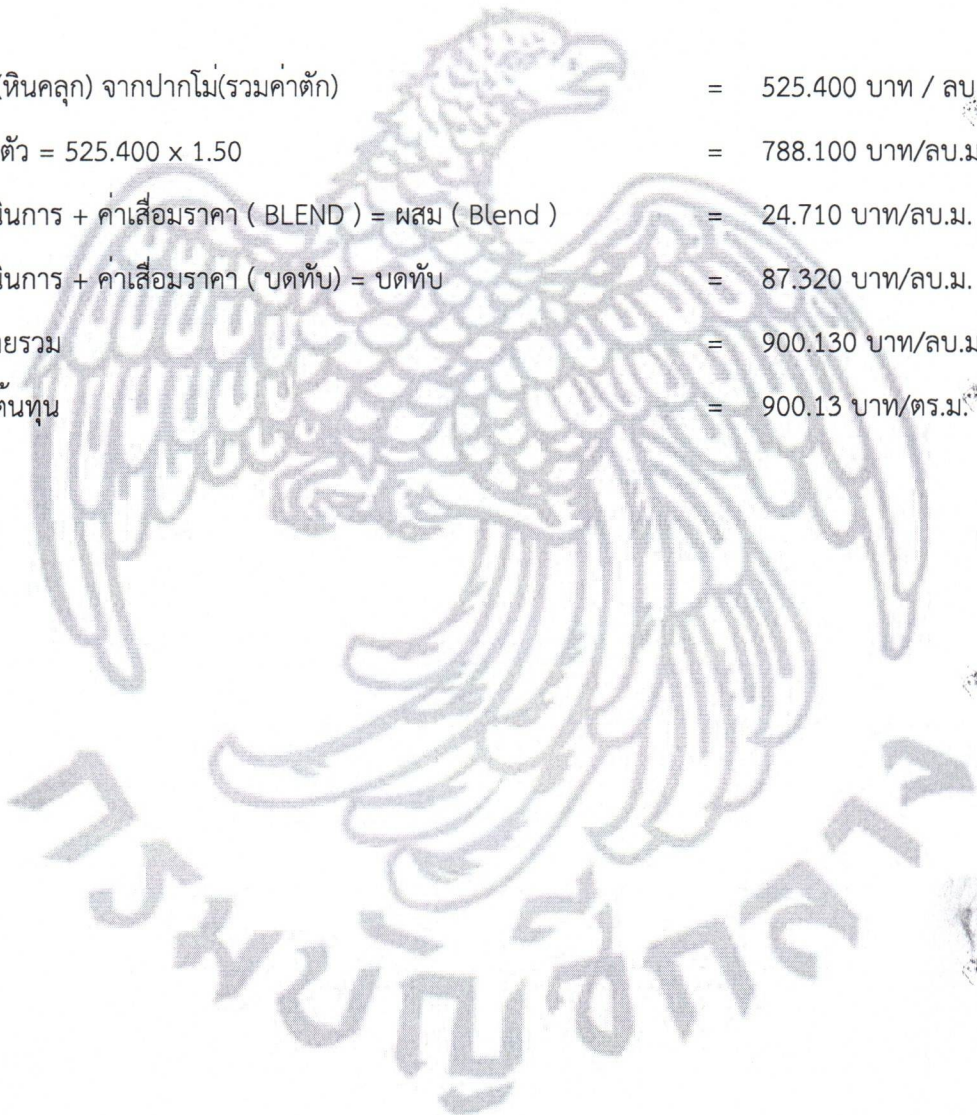 (หินคลุก) จากปากโม่(รวมค่าตัก) = 525.400 บาท / ลบ
ตัว = 525.400 x 1.50 = 788.100 บาท/ลบ.ม
นินการ + ค่าเสื่อมราคา ( BLEND ) = ผสม ( Blend ) = 24.710 บาท/ลบ.ม.
นินการ + ค่าเสื่อมราคา ( บดทับ) = บดทับ = 87.320 บาท/ลบ.ม.
ายรวม = 900.130 บาท/ลบ.ม
ต้นทุน = 900.13 บาท/ตร.ม.
กรมบัญชีกลาง